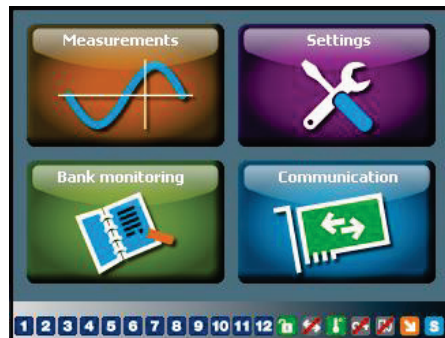 Measurements Settings
Bank monitoring Communication
1 2 3 4 5 6 7 8 9 10 11 12 S